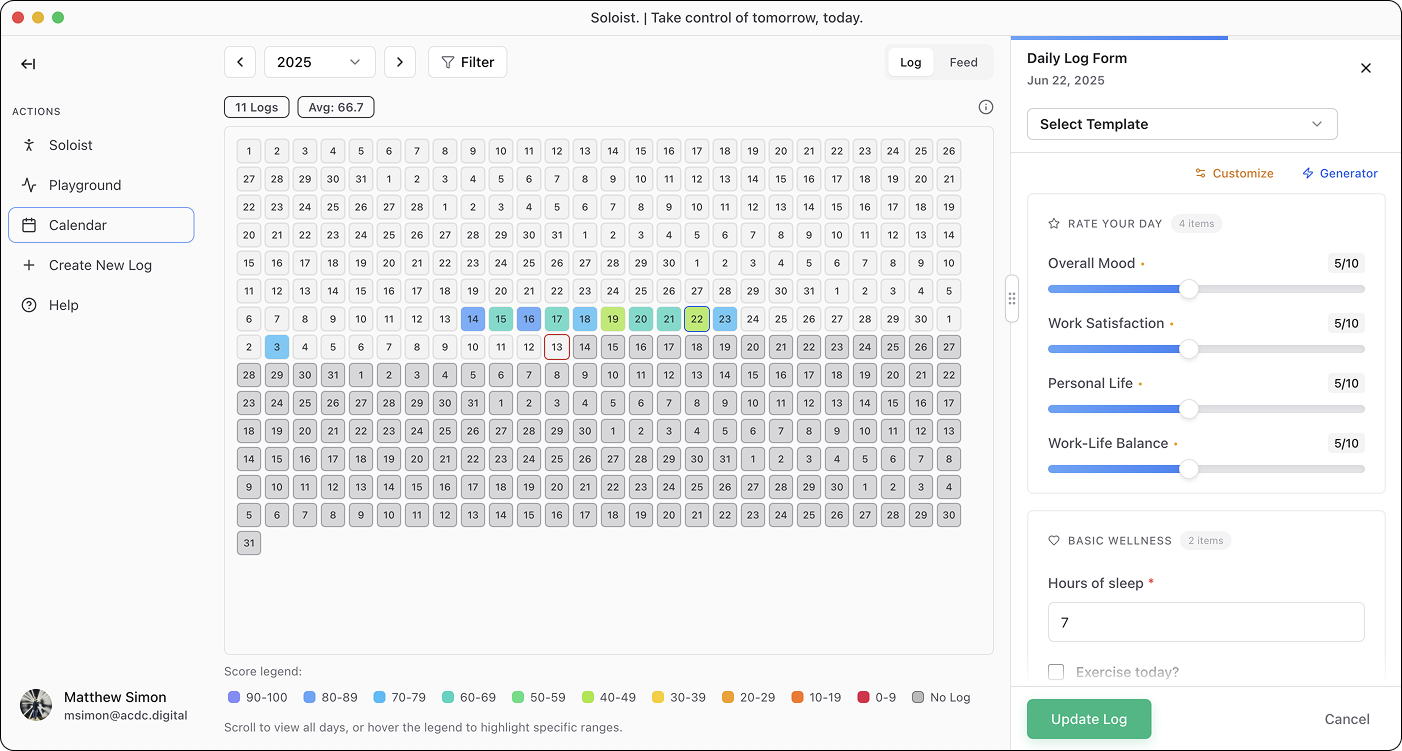 Soloist. | Take control of tomorrow, today.
ACTIONS
Soloist
Playground
Calendar
Create New Log
Help
Matthew Simon
msimon@acdc.digital
2025
Filter
Log
Feed
11 Logs
Avg: 66.7
1 2 3 4 5 6 7 8 9 10 11 12 13 14 15 16 17 18 19 20 21 22 23 24 25 26
27 28 29 30 31 1 2 3 4 5 6 7 8 9 10 11 12 13 14 15 16 17 18 19 20 21
22 23 24 25 26 27 28 1 2 3 4 5 6 7 8 9 10 11 12 13 14 15 16 17 18 19
20 21 22 23 24 25 26 27 28 29 30 31 1 2 3 4 5 6 7 8 9 10 11 12 13 14
15 16 17 18 19 20 21 22 23 24 25 26 27 28 29 30 1 2 3 4 5 6 7 8 9 10
11 12 13 14 15 16 17 18 19 20 21 22 23 24 25 26 27 28 29 30 31 1 2 3 4 5
6 7 8 9 10 11 12 13 14 15 16 17 18 19 20 21 22 23 24 25 26 27 28 29 30 1
2 3 4 5 6 7 8 9 10 11 12 13 14 15 16 17 18 19 20 21 22 23 24 25 26 27
28 29 30 31 1 2 3 4 5 6 7 8 9 10 11 12 13 14 15 16 17 18 19 20 21 22
23 24 25 26 27 28 29 30 31 1 2 3 4 5 6 7 8 9 10 11 12 13 14 15 16 17
18 19 20 21 22 23 24 25 26 27 28 29 30 1 2 3 4 5 6 7 8 9 10 11 12 13
14 15 16 17 18 19 20 21 22 23 24 25 26 27 28 29 30 31 1 2 3 4 5 6 7 8
9 10 11 12 13 14 15 16 17 18 19 20 21 22 23 24 25 26 27 28 29 30 1 2 3 4
5 6 7 8 9 10 11 12 13 14 15 16 17 18 19 20 21 22 23 24 25 26 27 28 29 30
31
Score legend:
90-100 80-89 70-79 60-69 50-59 40-49 30-39 20-29 10-19 0-9 No Log
Scroll to view all days, or hover the legend to highlight specific ranges.
Daily Log Form
Jun 22, 2025
Select Template
Customize Generator
RATE YOUR DAY 4 items
Overall Mood 5/10
Work Satisfaction 5/10
Personal Life 5/10
Work-Life Balance 5/10
BASIC WELLNESS 2 items
Hours of sleep *
7
Exercise today?
Update Log
Cancel